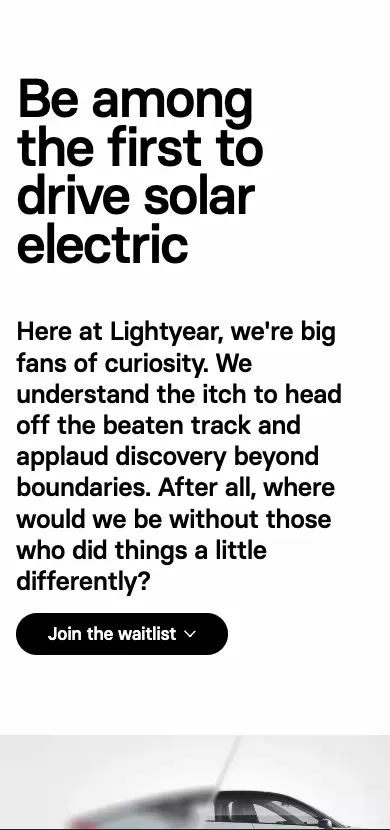 Be among
the first to
drive solar
electric
Here at Lightyear, we're big
fans of curiosity. We
understand the itch to head
off the beaten track and
applaud discovery beyond
boundaries. After all, where
would we be without those
who did things a little
differently?
Join the waitlist